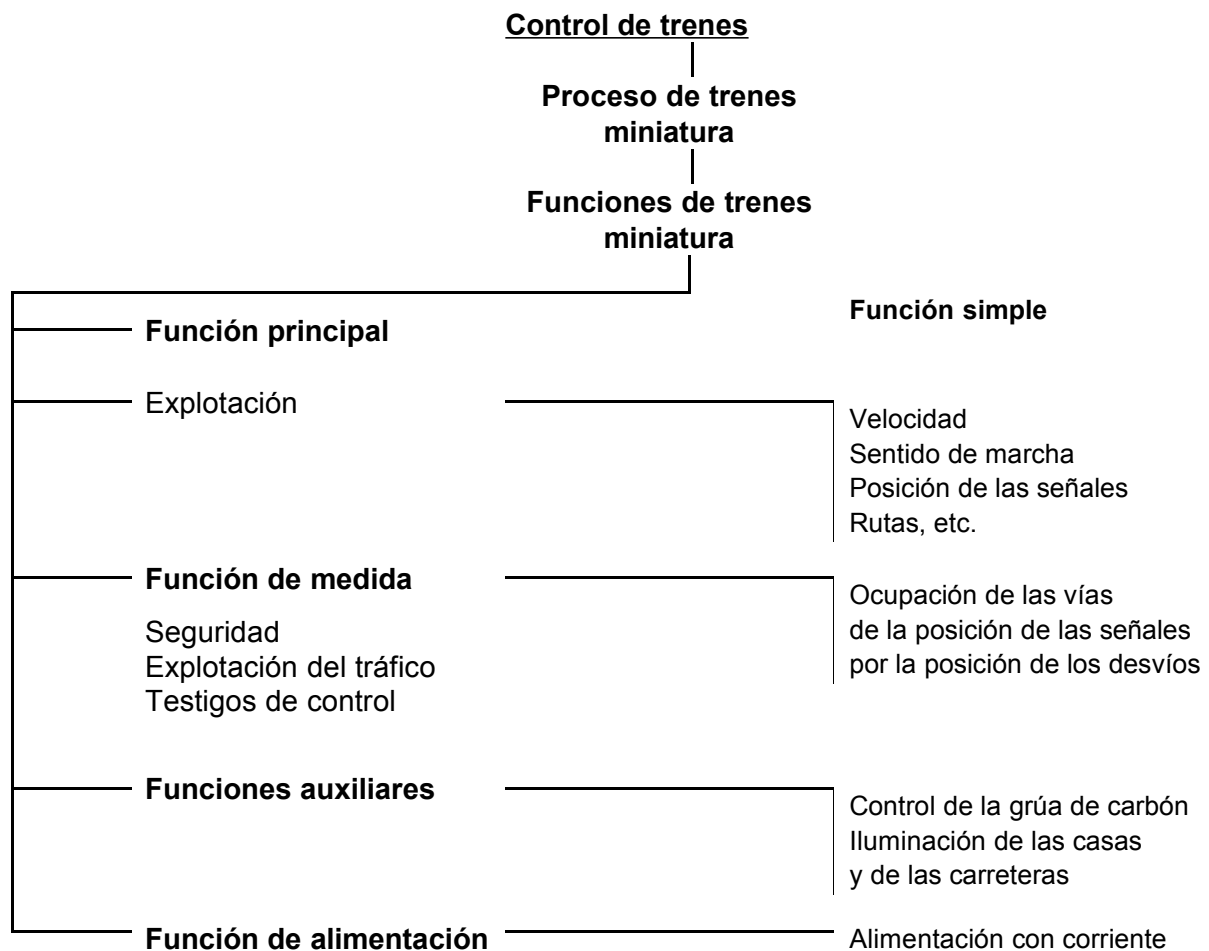 Control de trenes
Proceso de trenes
miniatura
Funciones de trenes
miniatura
Función simple
Función principal
Explotación
Velocidad
Sentido de marcha
Posición de las señales
Rutas, etc.
Función de medida
Seguridad
Explotación del tráfico
Testigos de control
Ocupación de las vías
de la posición de las señales
por la posición de los desvíos
Funciones auxiliares
Control de la grúa de carbón
Iluminación de las casas
y de las carreteras
Función de alimentación
Alimentación con corriente